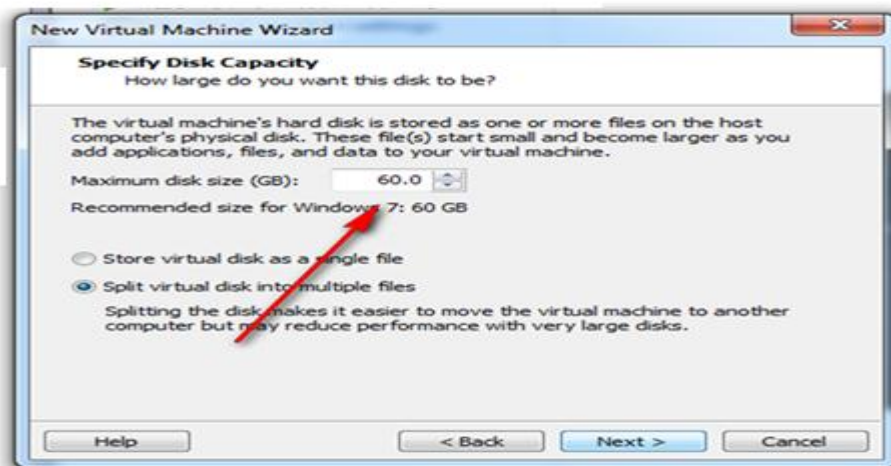 New Virtual Machine Wizard
Specify Disk Capacity
How large do you want this disk to be?
The virtual machine's hard disk is stored as one or more files on the host
computer's physical disk. These file(s) start small and become larger as you
add applications, files, and data to your virtual machine.
Maximum disk size (GB): 60.0
Recommended size for Windows 7: 60 GB
Store virtual disk as a single file
Split virtual disk into multiple files
Splitting the disk makes it easier to move the virtual machine to another
computer but may reduce performance with very large disks.
Help < Back Next > Cancel